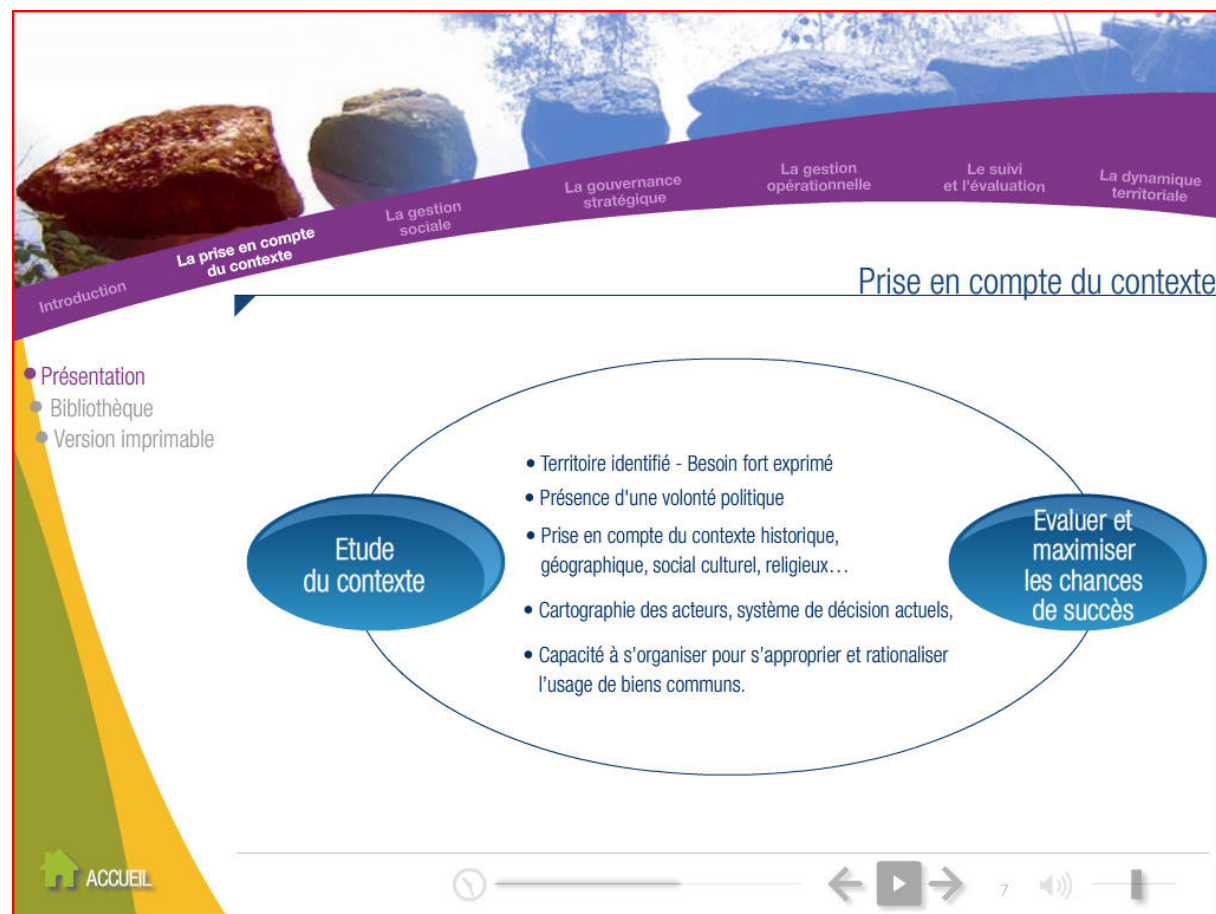 Introduction
La prise en compte
du contexte
La gestion
sociale
La gouvernance
stratégique
La gestion
opérationnelle
Le suivi
et l'évaluation
La dynamique
territoriale
Prise en compte du contexte
Présentation
Bibliothèque
Version imprimable
Etude
du contexte
• Territoire identifié - Besoin fort exprimé
• Présence d'une volonté politique
• Prise en compte du contexte historique,
géographique, social culturel, religieux…
• Cartographie des acteurs, système de décision actuels,
• Capacité à s'organiser pour s'approprier et rationaliser
l'usage de biens communs.
Evaluer et
maximiser
les chances
de succès
ACCUEIL
7